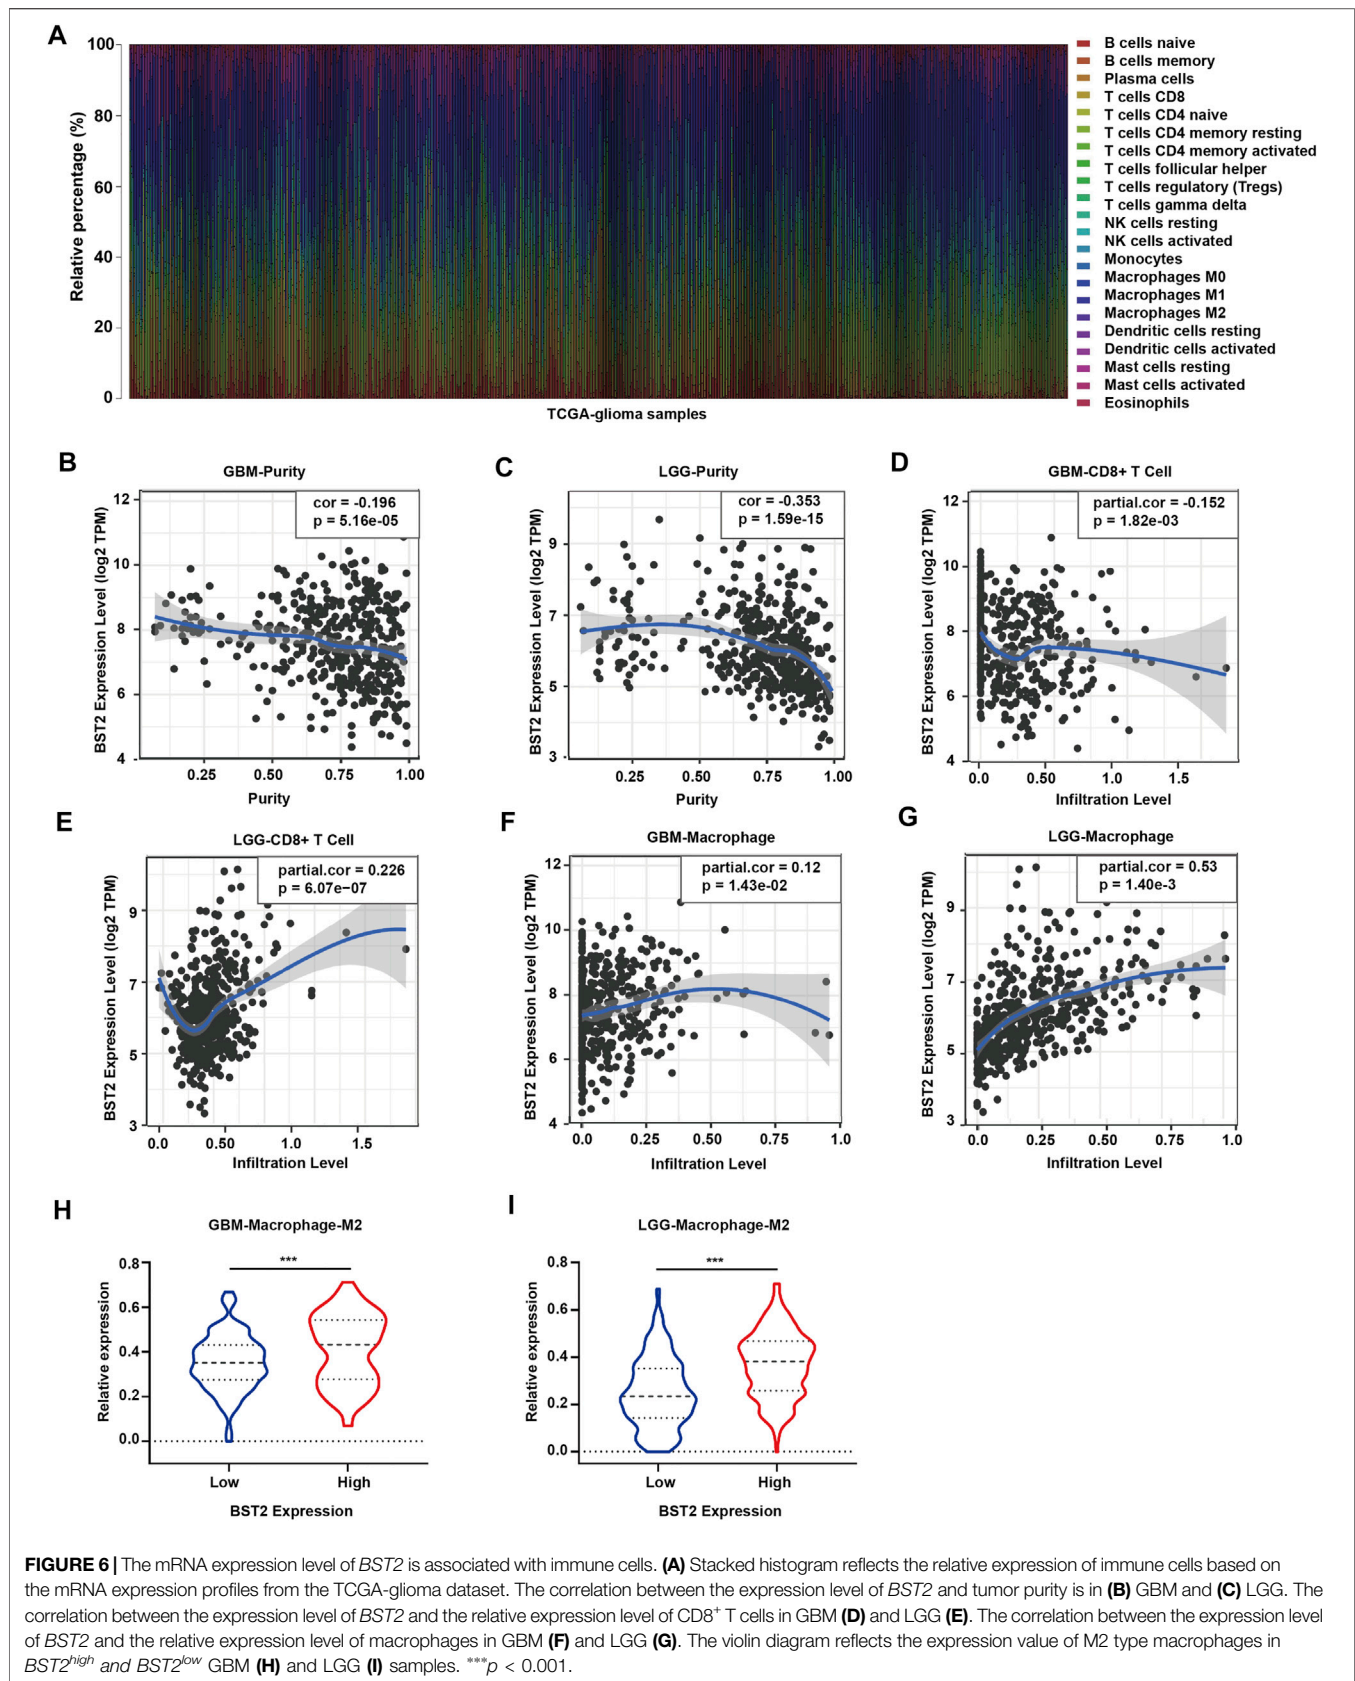 A
100
80
60
40
20
0
Relative percentage (%)
TCGA-glioma samples
B cells naive
B cells memory
Plasma cells
T cells CD8
T cells CD4 naive
T cells CD4 memory resting
T cells CD4 memory activated
T cells follicular helper
T cells regulatory (Tregs)
T cells gamma delta
NK cells resting
NK cells activated
Monocytes
Macrophages M0
Macrophages M1
Macrophages M2
Dendritic cells resting
Dendritic cells activated
Mast cells resting
Mast cells activated
Eosinophils
B
GBM-Purity
cor = -0.196
p = 5.16e-05
BST2 Expression Level (log2 TPM)
12
10
8
6
4
0.25 0.50 0.75 1.00
Purity
C
LGG-Purity
cor = -0.353
p = 1.59e-15
BST2 Expression Level (log2 TPM)
9
7
5
3
0.25 0.50 0.75 1.00
Purity
D
GBM-CD8+ T Cell
partial.cor = -0.152
p = 1.82e-03
BST2 Expression Level (log2 TPM)
12
10
8
6
4
0.0 0.50 1.0 1.5
Infiltration Level
E
LGG-CD8+ T Cell
partial.cor = 0.226
p = 6.07e−07
BST2 Expression Level (log2 TPM)
9
7
5
3
0.0 0.50 1.0 1.5
Infiltration Level
F
GBM-Macrophage
partial.cor = 0.12
p = 1.43e-02
BST2 Expression Level (log2 TPM)
12
10
8
6
4
0.0 0.25 0.50 0.75 1.0
Infiltration Level
G
LGG-Macrophage
partial.cor = 0.53
p = 1.40e-3
BST2 Expression Level (log2 TPM)
9
7
5
3
0.0 0.25 0.50 0.75 1.0
Infiltration Level
H
GBM-Macrophage-M2
***
Relative expression
0.8
0.6
0.4
0.2
0.0
Low High
BST2 Expression
I
LGG-Macrophage-M2
***
Relative expression
0.8
0.6
0.4
0.2
0.0
Low High
BST2 Expression
FIGURE 6 | The mRNA expression level of BST2 is associated with immune cells. (A) Stacked histogram reflects the relative expression of immune cells based on
the mRNA expression profiles from the TCGA-glioma dataset. The correlation between the expression level of BST2 and tumor purity is in (B) GBM and (C) LGG. The
correlation between the expression level of BST2 and the relative expression level of CD8⁺ T cells in GBM (D) and LGG (E). The correlation between the expression level
of BST2 and the relative expression level of macrophages in GBM (F) and LGG (G). The violin diagram reflects the expression value of M2 type macrophages in
BST2ʰⁱᵍʰ and BST2ˡᵒʷ GBM (H) and LGG (I) samples. ***p < 0.001.